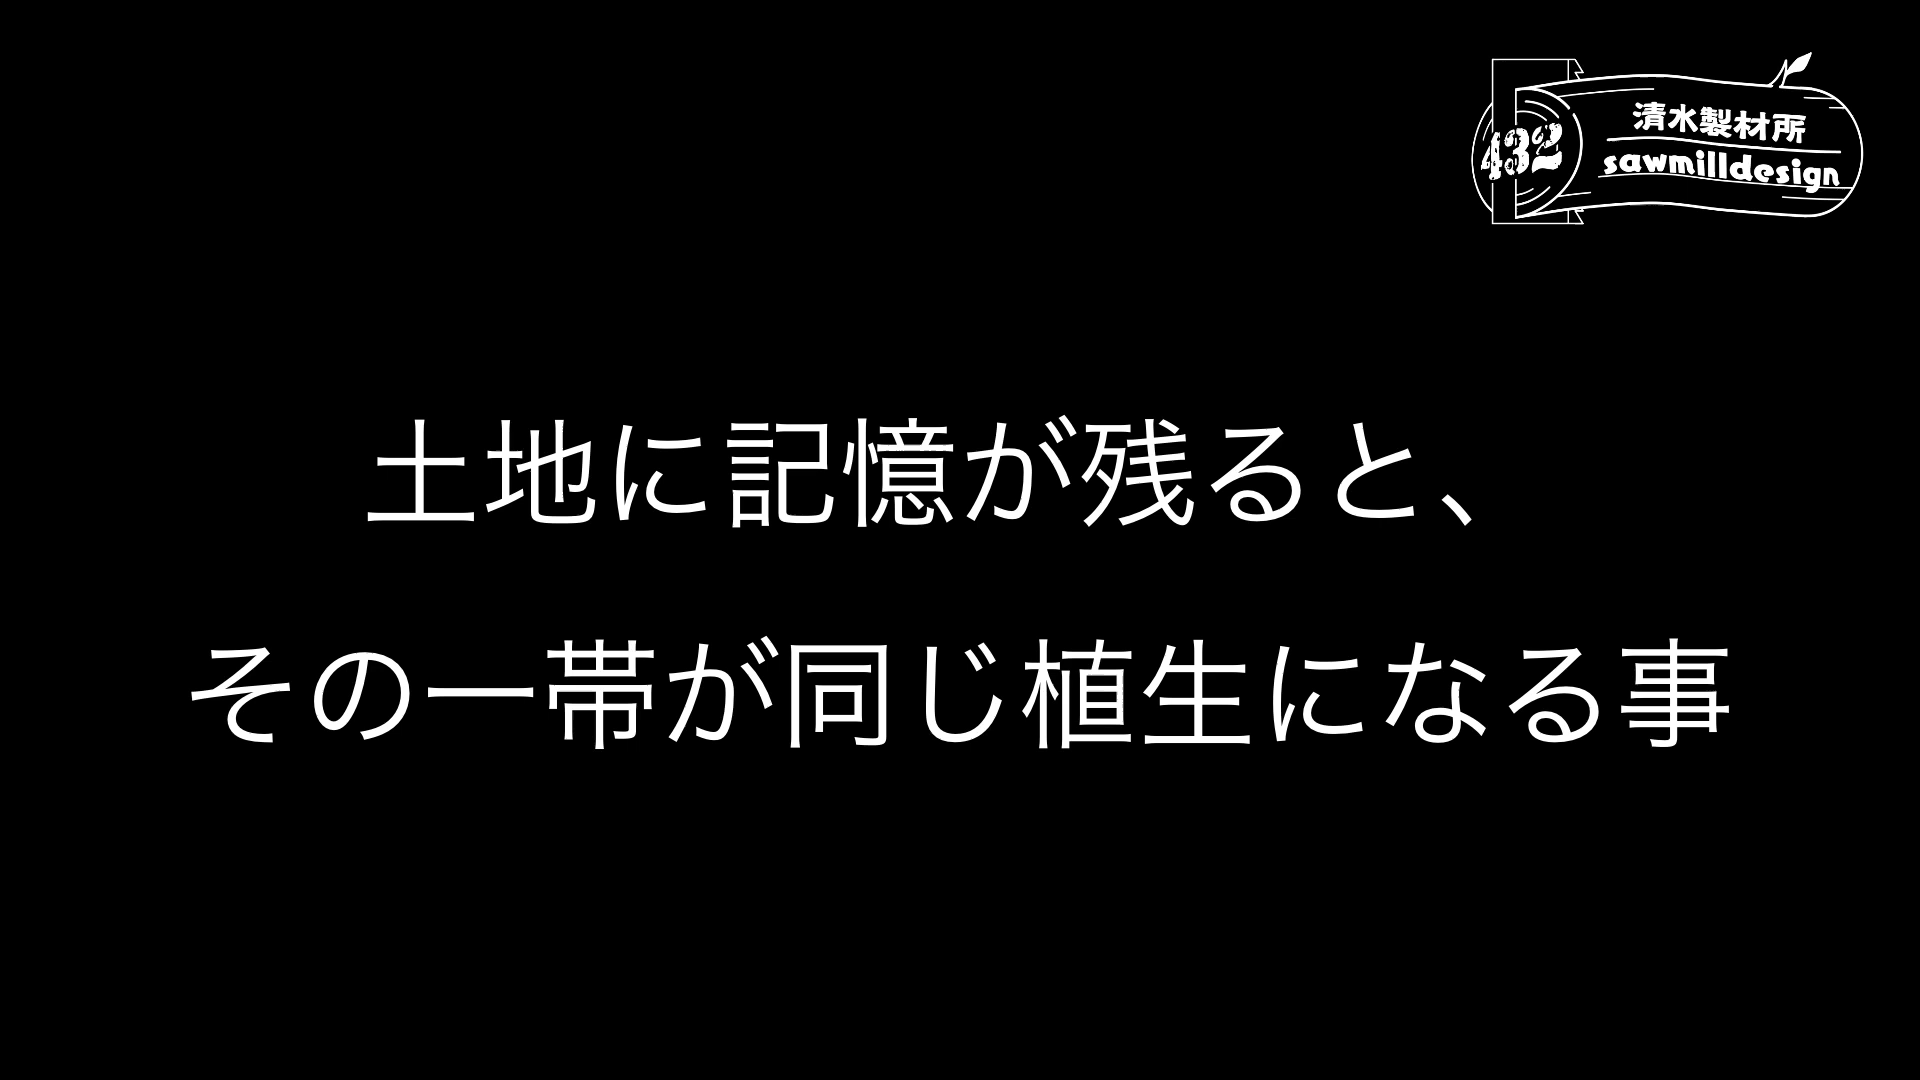 432
清水製材所
sawmilldesign
土地に記憶が残ると、
その一帯が同じ植生になる事